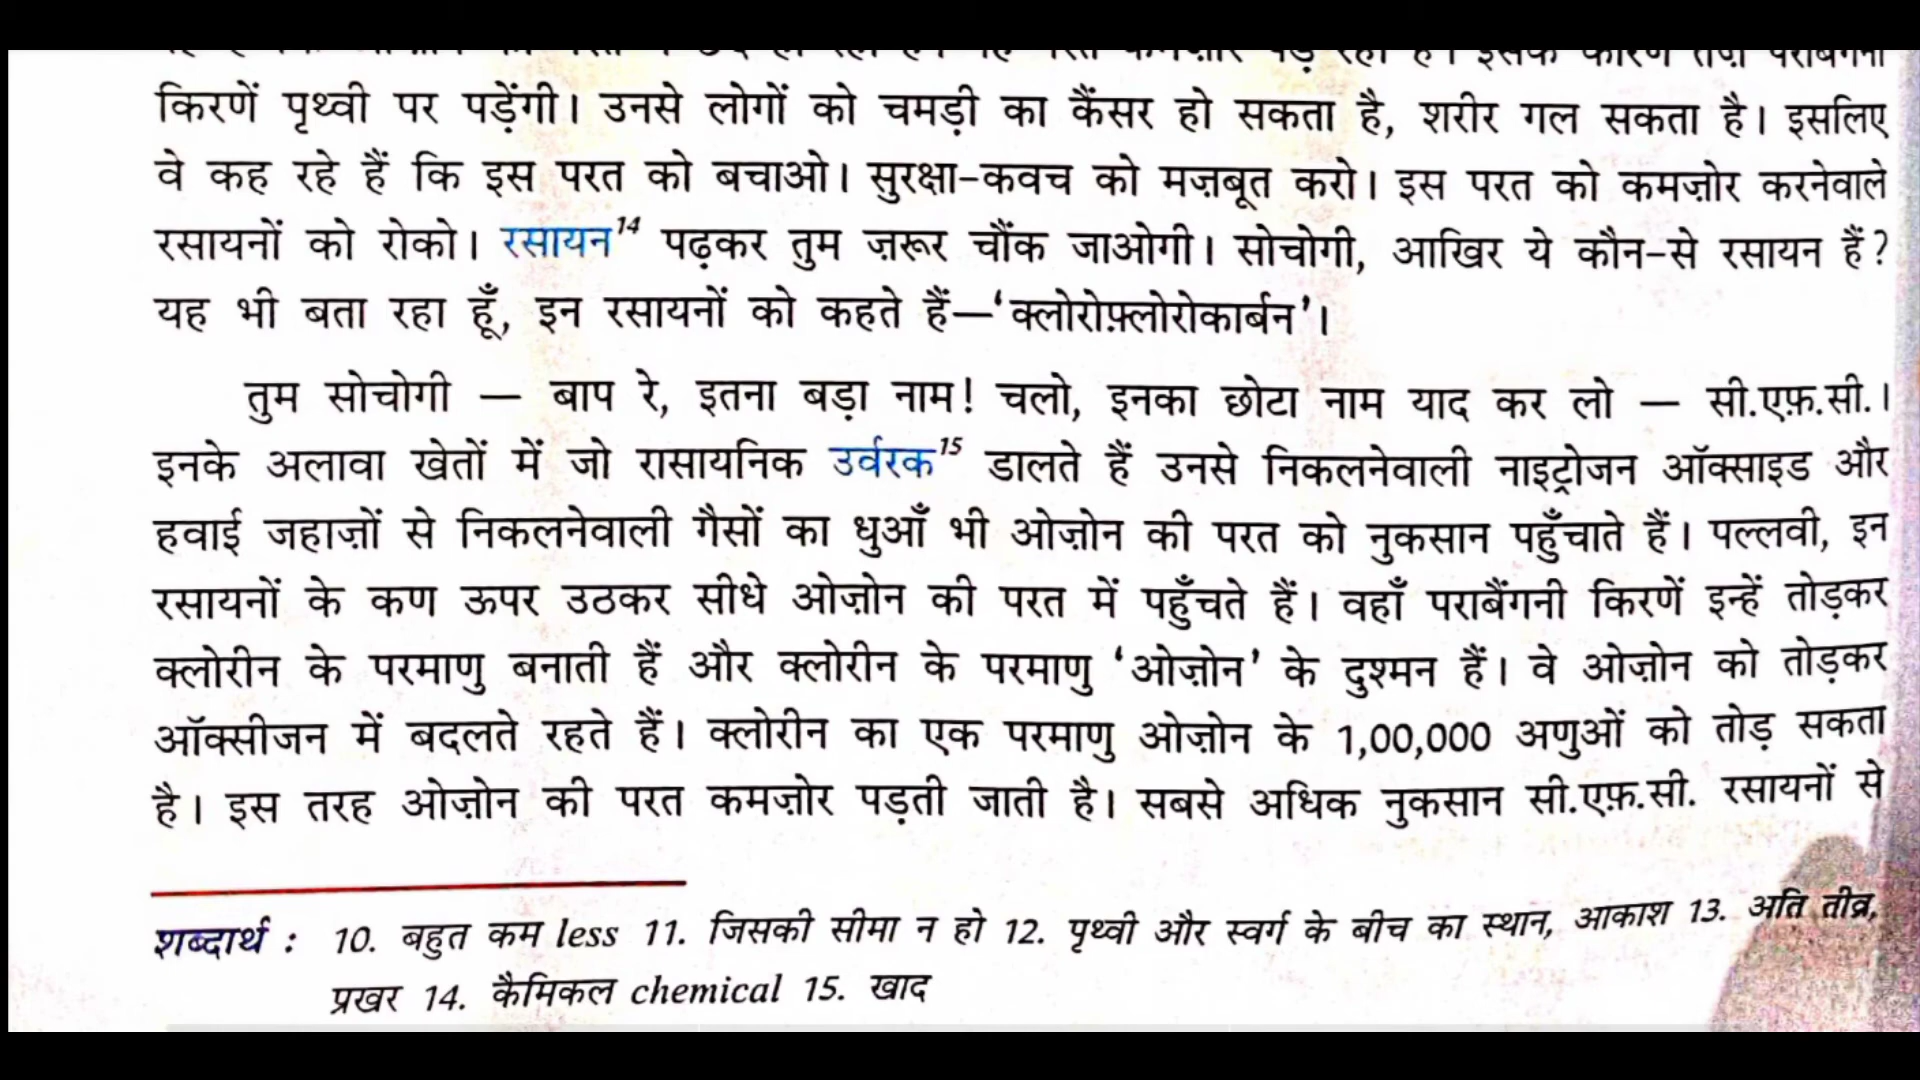 किरणें पृथ्वी पर पड़ेंगी। उनसे लोगों को चमड़ी का कैंसर हो सकता है, शरीर गल सकता है। इसलिए
वे कह रहे हैं कि इस परत को बचाओ। सुरक्षा-कवच को मज़बूत करो। इस परत को कमज़ोर करनेवाले
रसायनों को रोको। रसायन14 पढ़कर तुम ज़रूर चौंक जाओगी। सोचोगी, आखिर ये कौन-से रसायन हैं?
यह भी बता रहा हूँ, इन रसायनों को कहते हैं—‘क्लोरोफ़्लोरोकार्बन’।
तुम सोचोगी — बाप रे, इतना बड़ा नाम! चलो, इनका छोटा नाम याद कर लो — सी.एफ़.सी.।
इनके अलावा खेतों में जो रासायनिक उर्वरक15 डालते हैं उनसे निकलनेवाली नाइट्रोजन ऑक्साइड और
हवाई जहाज़ों से निकलनेवाली गैसों का धुआँ भी ओज़ोन की परत को नुकसान पहुँचाते हैं। पल्लवी, इन
रसायनों के कण ऊपर उठकर सीधे ओज़ोन की परत में पहुँचते हैं। वहाँ पराबैंगनी किरणें इन्हें तोड़कर
क्लोरीन के परमाणु बनाती हैं और क्लोरीन के परमाणु ‘ओज़ोन’ के दुश्मन हैं। वे ओज़ोन को तोड़कर
ऑक्सीजन में बदलते रहते हैं। क्लोरीन का एक परमाणु ओज़ोन के 1,00,000 अणुओं को तोड़ सकता
है। इस तरह ओज़ोन की परत कमज़ोर पड़ती जाती है। सबसे अधिक नुकसान सी.एफ़.सी. रसायनों से
शब्दार्थ : 10. बहुत कम less 11. जिसकी सीमा न हो 12. पृथ्वी और स्वर्ग के बीच का स्थान, आकाश 13. अति तीव्र,
प्रखर 14. कैमिकल chemical 15. खाद